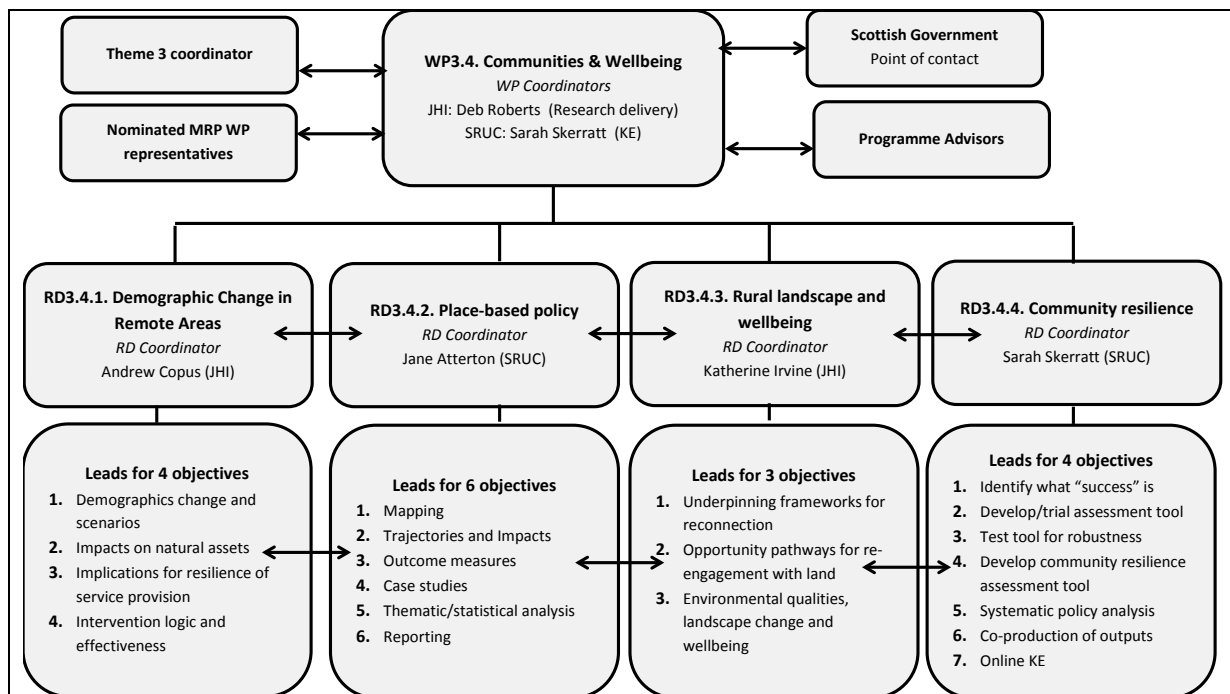 Theme 3 coordinator
Nominated MRP WP
representatives
WP3.4. Communities & Wellbeing
WP Coordinators
JHI: Deb Roberts (Research delivery)
SRUC: Sarah Skerratt (KE)
Scottish Government
Point of contact
Programme Advisors
RD3.4.1. Demographic Change in
Remote Areas
RD Coordinator
Andrew Copus (JHI)
RD3.4.2. Place-based policy
RD Coordinator
Jane Atterton (SRUC)
RD3.4.3. Rural landscape and
wellbeing
RD Coordinator
Katherine Irvine (JHI)
RD3.4.4. Community resilience
RD Coordinator
Sarah Skerratt (SRUC)
Leads for 4 objectives
1. Demographics change and
scenarios
2. Impacts on natural assets
3. Implications for resilience of
service provision
4. Intervention logic and
effectiveness
Leads for 6 objectives
1. Mapping
2. Trajectories and Impacts
3. Outcome measures
4. Case studies
5. Thematic/statistical analysis
6. Reporting
Leads for 3 objectives
1. Underpinning frameworks for
reconnection
2. Opportunity pathways for re-
engagement with land
3. Environmental qualities,
landscape change and
wellbeing
Leads for 4 objectives
1. Identify what “success” is
2. Develop/trial assessment tool
3. Test tool for robustness
4. Develop community resilience
assessment tool
5. Systematic policy analysis
6. Co-production of outputs
7. Online KE